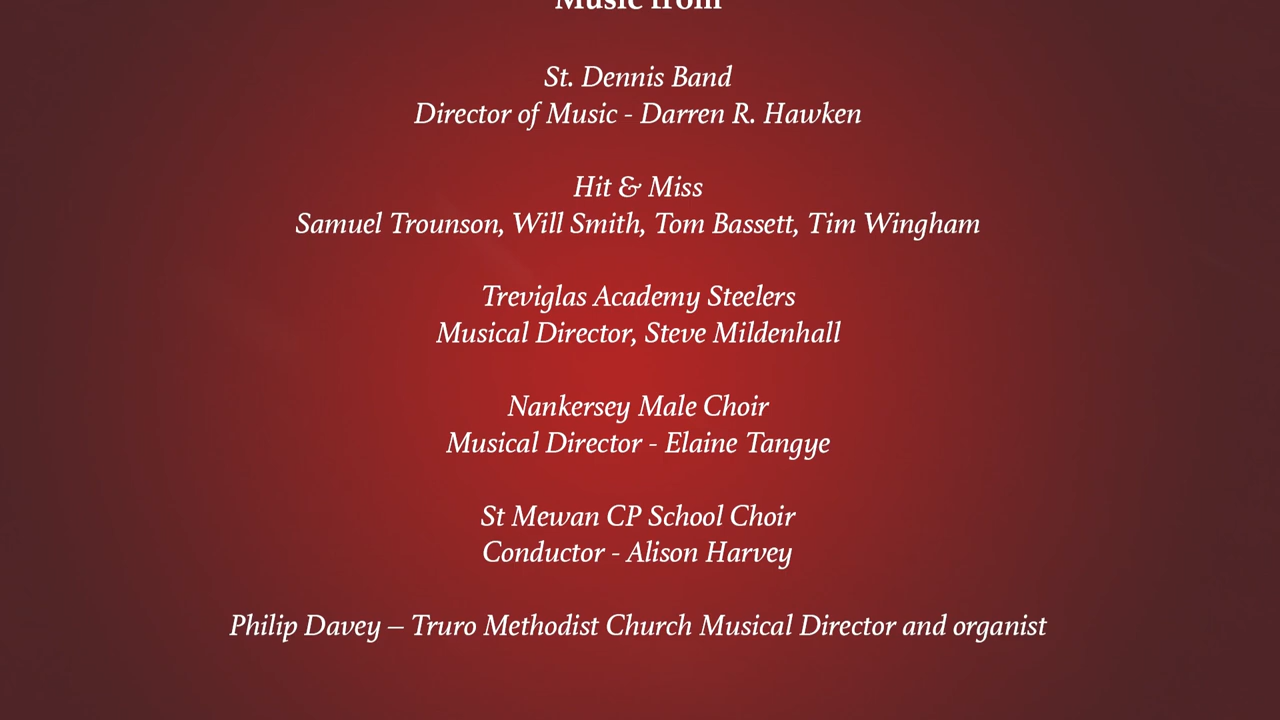 Music from
St. Dennis Band
Director of Music - Darren R. Hawken
Hit & Miss
Samuel Trounson, Will Smith, Tom Bassett, Tim Wingham
Treviglas Academy Steelers
Musical Director, Steve Mildenhall
Nankersey Male Choir
Musical Director - Elaine Tangye
St Mewan CP School Choir
Conductor - Alison Harvey
Philip Davey – Truro Methodist Church Musical Director and organist